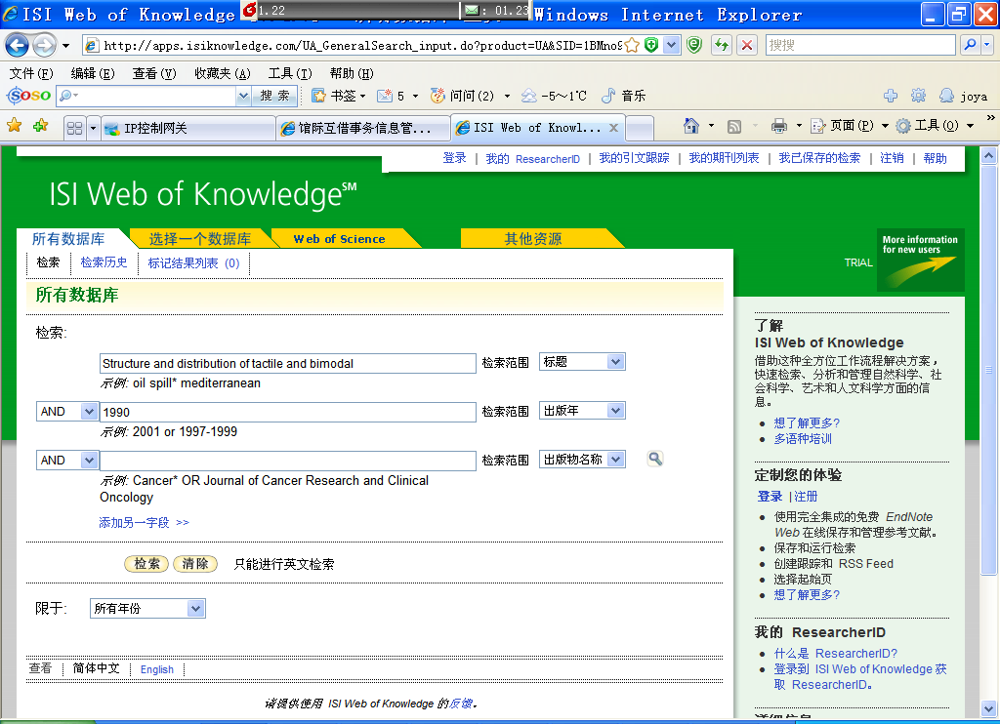 ISI Web of Knowledge
1.22
01.23
Windows Internet Explorer
http://apps.isiknowledge.com/UA_GeneralSearch_input.do?product=UA&SID=1BMno9
搜搜
文件(F) 编辑(E) 查看(V) 收藏夹(A) 工具(T) 帮助(H)
SOSO 搜 索 书签 5 问问(2) -5~1℃ 音乐 joya
IP控制网关 馆际互借事务信息管... ISI Web of Knowl... 页面(P) 工具(O) »
登录 | 我的 ResearcherID | 我的引文跟踪 | 我的期刊列表 | 我已保存的检索 | 注销 | 帮助
ISI Web of Knowledge℠
所有数据库 选择一个数据库 Web of Science 其他资源
More information
for new users
TRIAL
检索 检索历史 标记结果列表 (0)
所有数据库
检索:
Structure and distribution of tactile and bimodal 检索范围 标题
示例: oil spill* mediterranean
AND 1990 检索范围 出版年
示例: 2001 or 1997-1999
AND 检索范围 出版物名称
示例: Cancer* OR Journal of Cancer Research and Clinical
Oncology
添加另一字段 >>
检索 清除 只能进行英文检索
限于: 所有年份
查看 | 简体中文 | English |
请提供使用 ISI Web of Knowledge 的反馈。
了解
ISI Web of Knowledge
借助这种全方位工作流程解决方案，
快速检索、分析和管理自然科学、社
会科学、艺术和人文科学方面的信
息。
想了解更多?
多语种培训
定制您的体验
登录 | 注册
使用完全集成的免费 EndNote
Web 在线保存和管理参考文献。
保存和运行检索
创建跟踪和 RSS Feed
选择起始页
想了解更多?
我的 ResearcherID
什么是 ResearcherID?
登录到 ISI Web of Knowledge 获
取 ResearcherID。